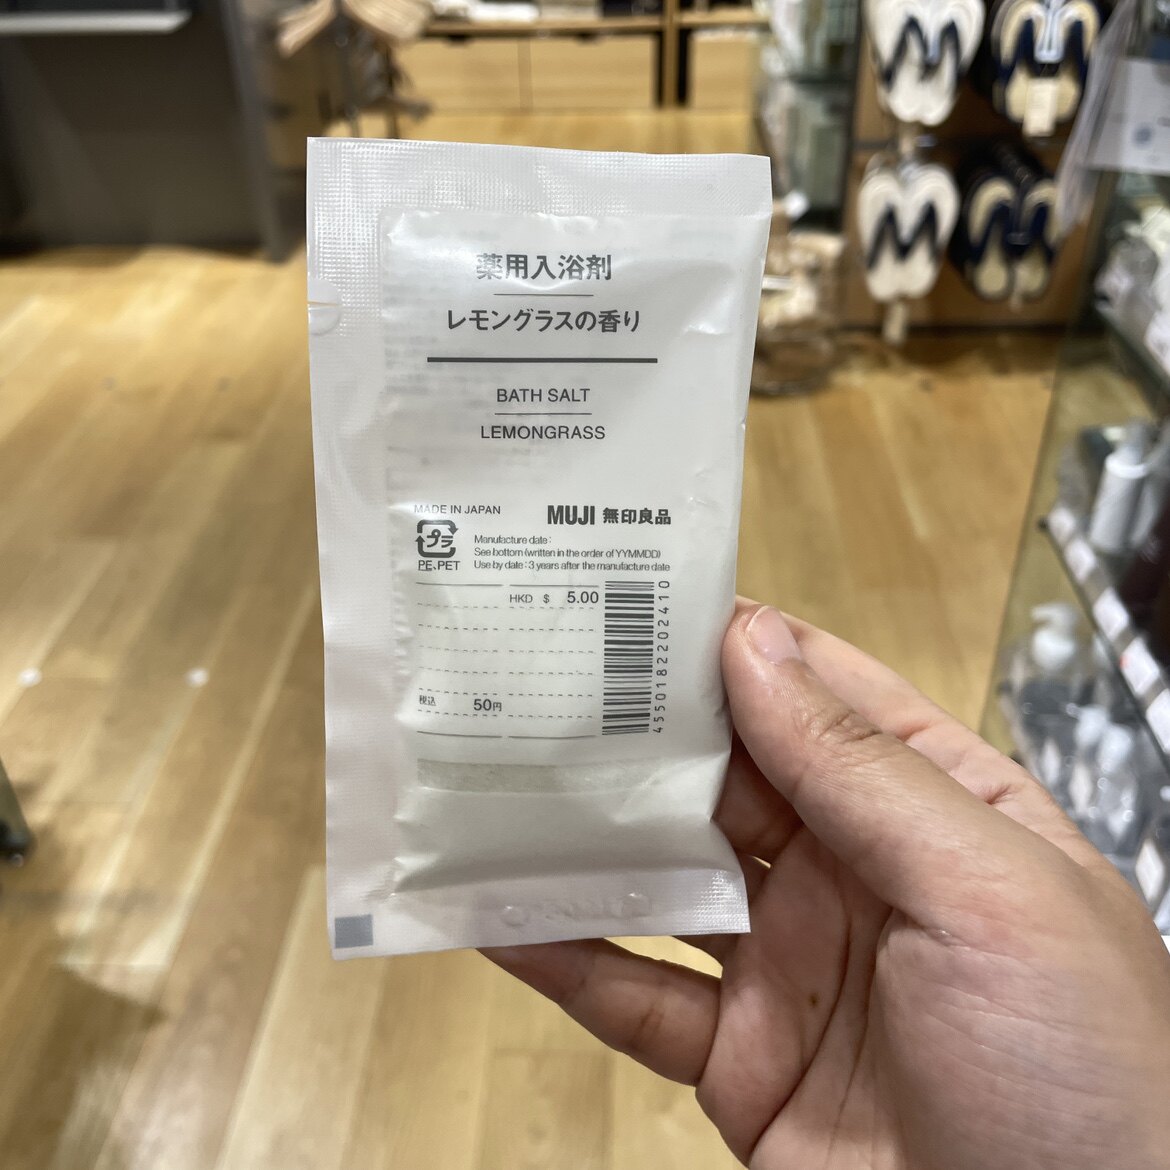 薬用入浴剤
レモングラスの香り
BATH SALT
LEMONGRASS
MADE IN JAPAN
MUJI 無印良品
プラ
PE、PET
Manufacture date :
See bottom (written in the order of YYMMDD)
Use by date : 3 years after the manufacture date
HKD $ 5.00
税込 50円
4550182202410